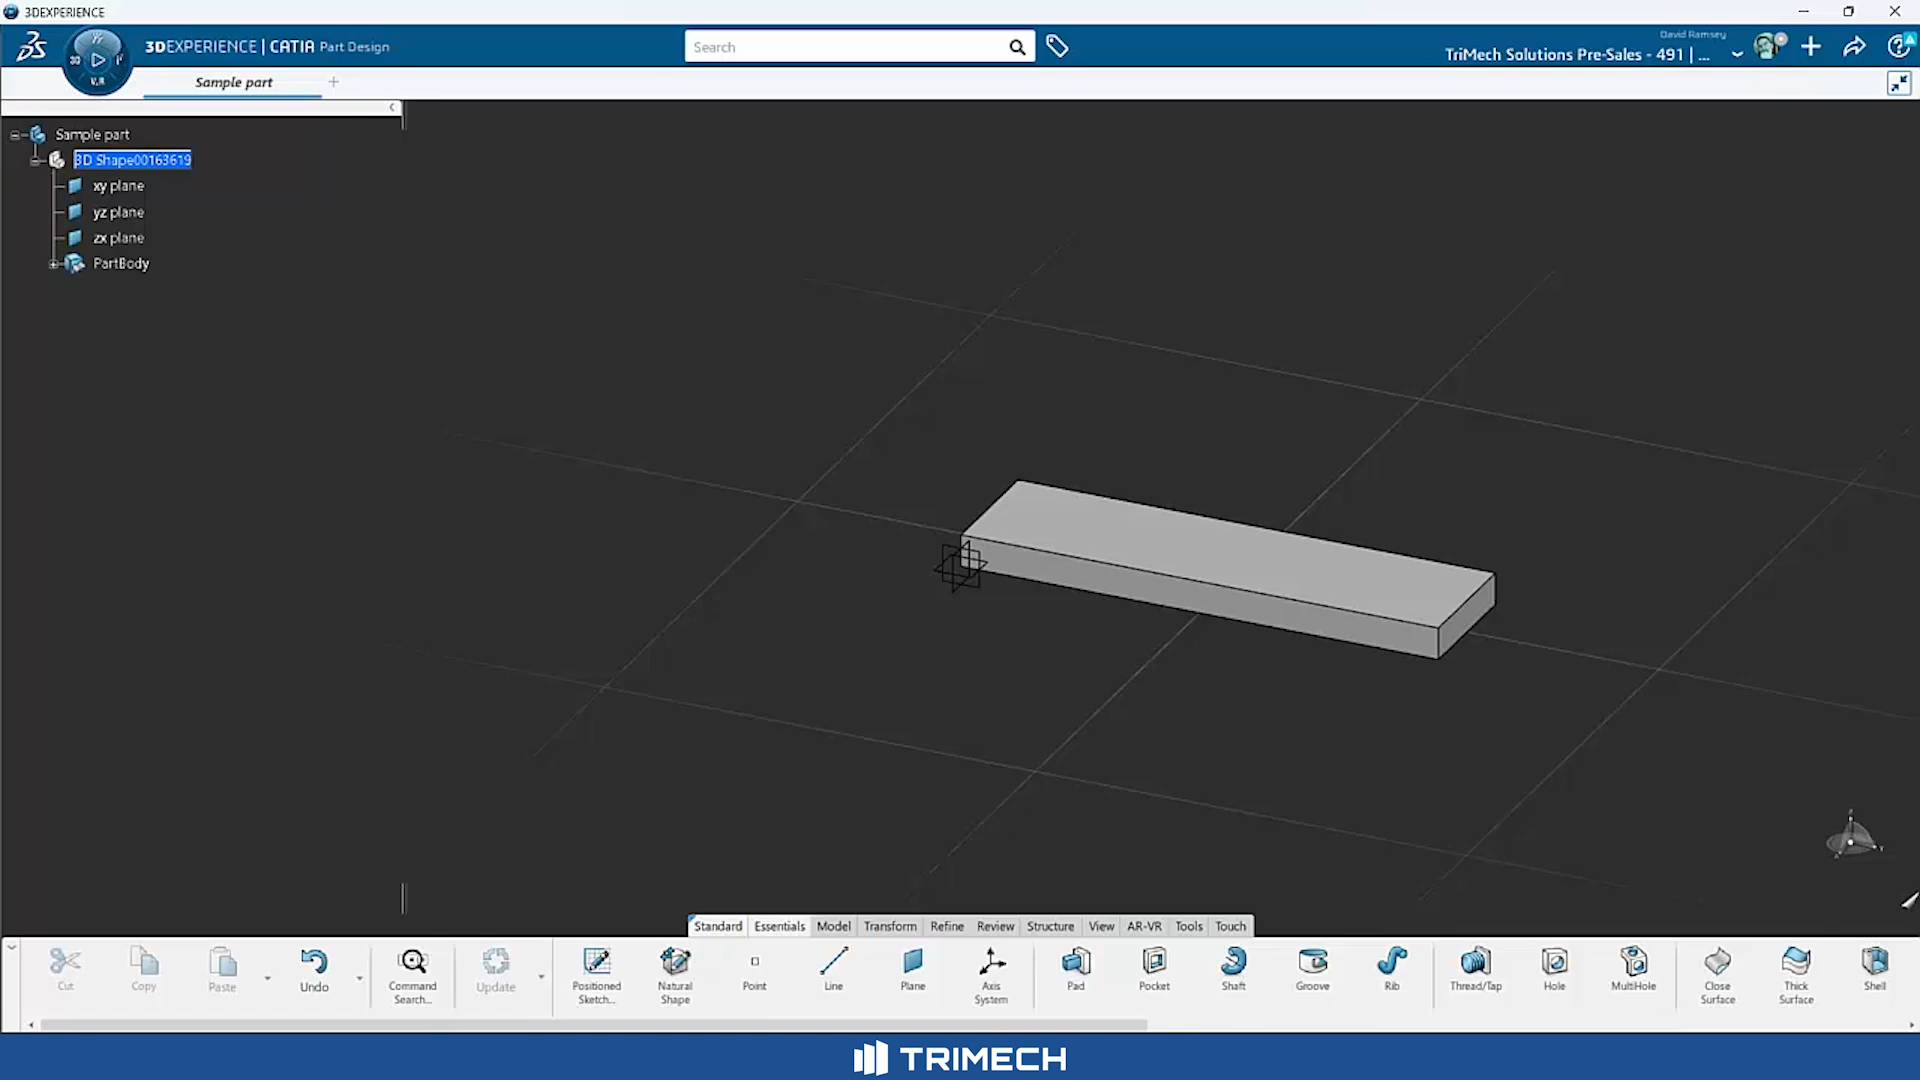 3DEXPERIENCE
3DEXPERIENCE | CATIA Part Design
Search
David Ramsey
TriMech Solutions Pre-Sales - 491 | ...
Sample part
Sample part
3D Shape00163619
xy plane
yz plane
zx plane
PartBody
Standard Essentials Model Transform Refine Review Structure View AR-VR Tools Touch
Cut Copy Paste Undo Command Search... Update Positioned Sketch... Natural Shape Point Line Plane Axis System Pad Pocket Shaft Groove Rib Thread/Tap Hole MultiHole Close Surface Thick Surface Shell
TRIMECH